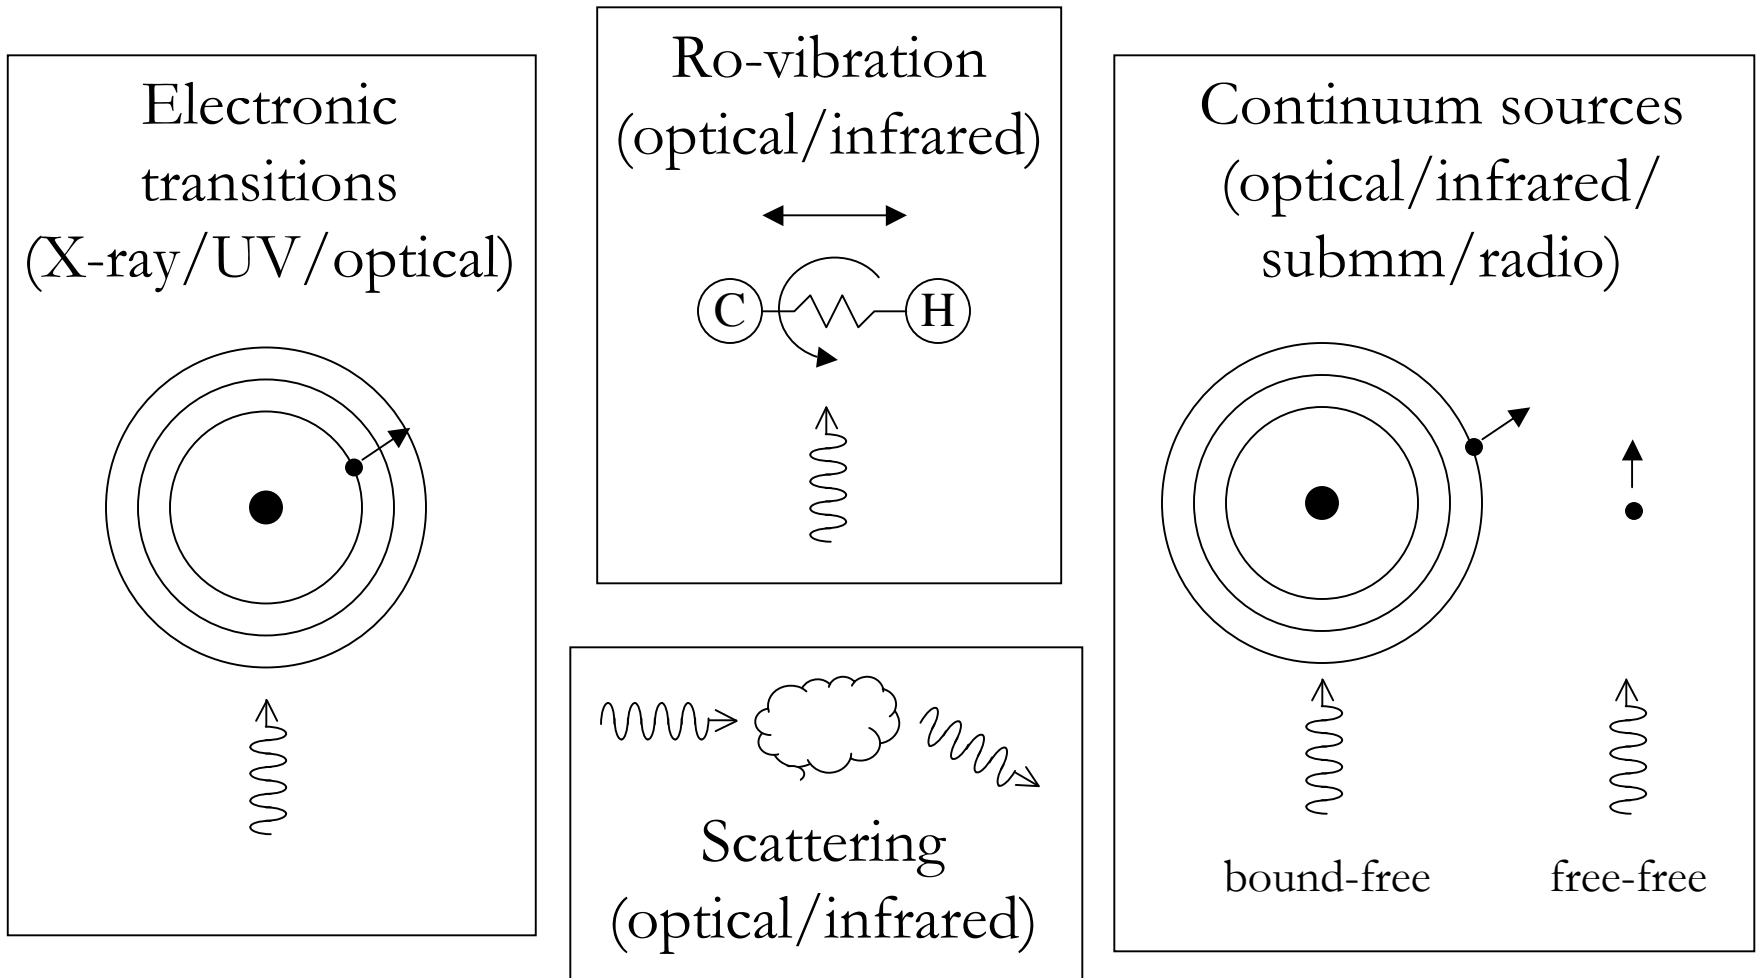 Electronic
transitions
(X-ray/UV/optical)
Ro-vibration
(optical/infrared)
C
H
Scattering
(optical/infrared)
Continuum sources
(optical/infrared/
submm/radio)
bound-free
free-free